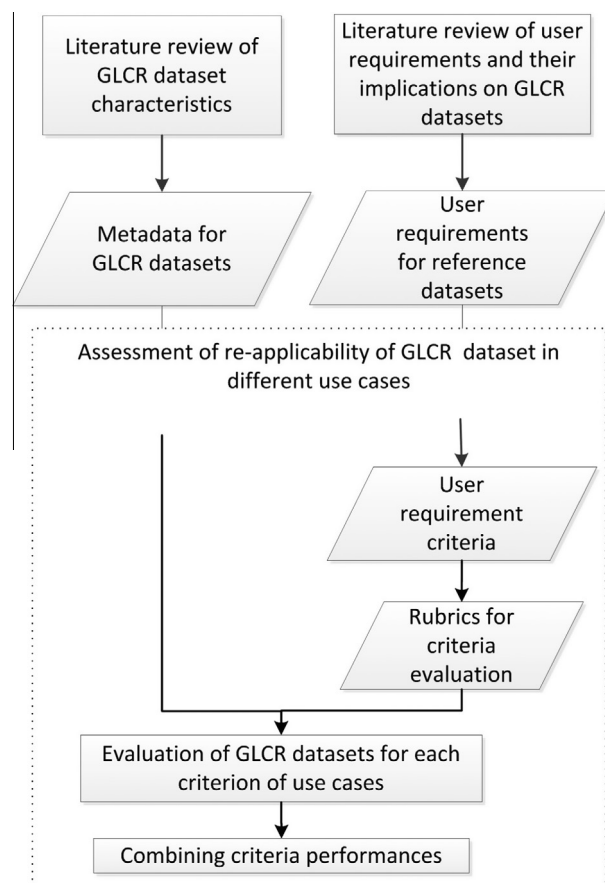 Literature review of
GLCR dataset
characteristics
Literature review of user
requirements and their
implications on GLCR
datasets
Metadata for
GLCR datasets
User
requirements
for reference
datasets
Assessment of re-applicability of GLCR dataset in
different use cases
User
requirement
criteria
Rubrics for
criteria
evaluation
Evaluation of GLCR datasets for each
criterion of use cases
Combining criteria performances